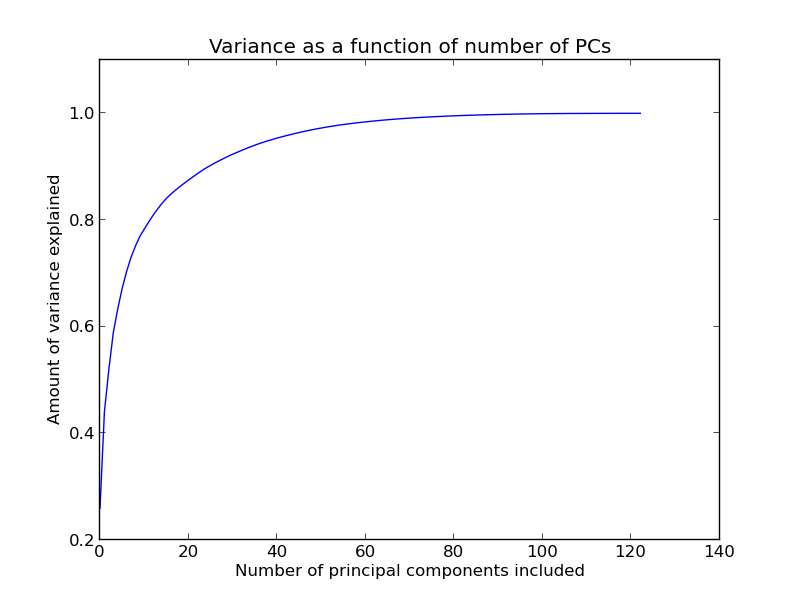 Variance as a function of number of PCs
1.0
0.8
0.6
0.4
0.2
Amount of variance explained
0 20 40 60 80 100 120 140
Number of principal components included